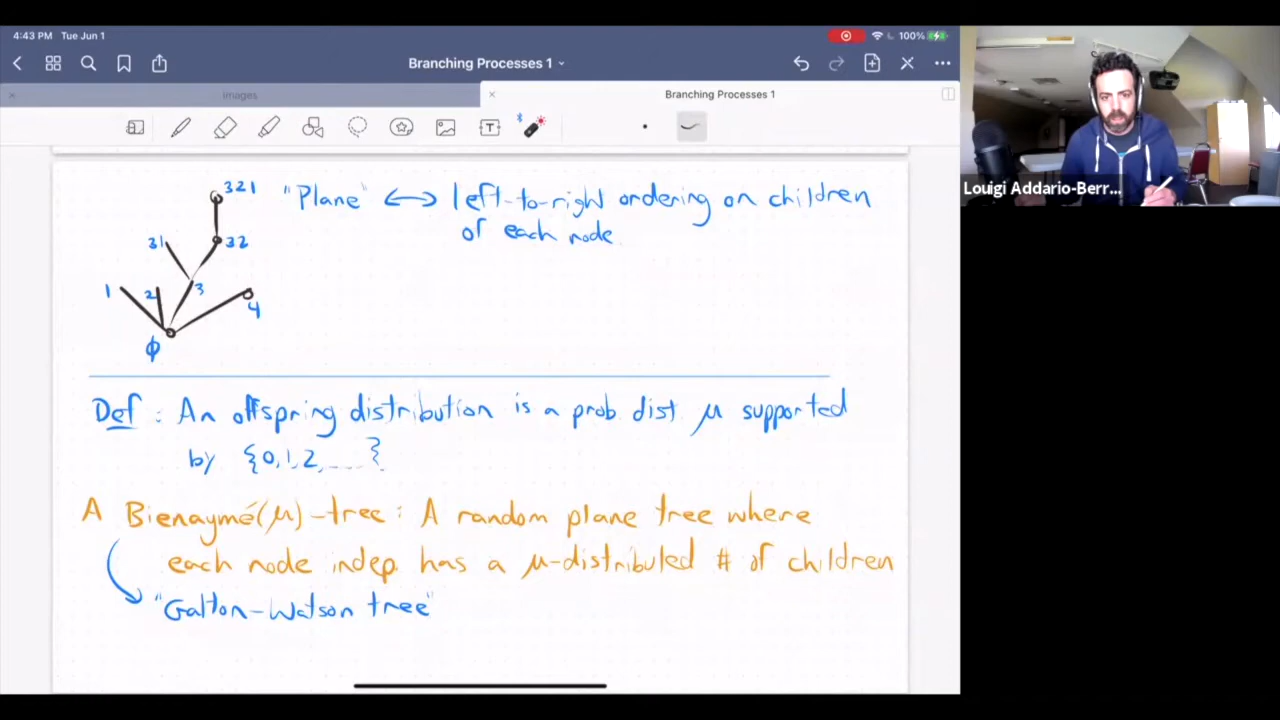 4:43 PM Tue Jun 1
100%
Branching Processes 1
Images
Branching Processes 1
Louigi Addario-Berr...
321
"Plane" ↔ left-to-right ordering on children
of each node
31
32
1
2
3
4
ϕ
Def : An offspring distribution is a prob. dist μ supported
by {0,1,2,....}
A Bienaymé(μ)-tree : A random plane tree where
each node indep. has a μ-distributed # of children
"Galton-Watson tree"